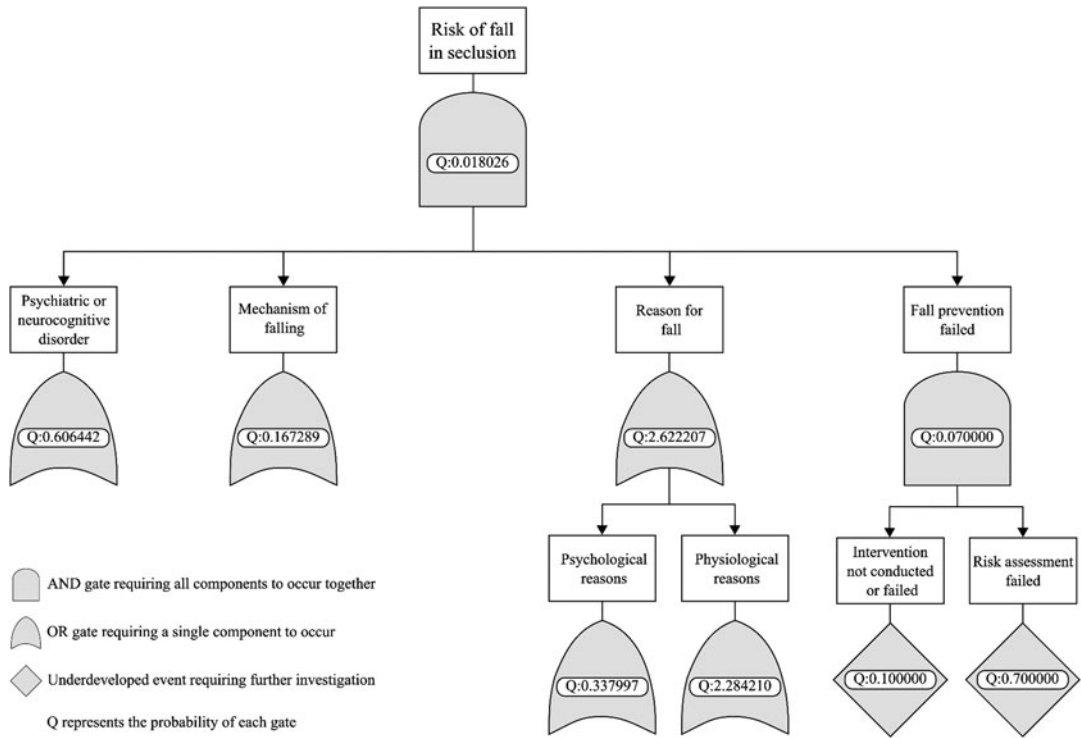 Risk of fall
in seclusion
Q:0.018026
Psychiatric or
neurocognitive
disorder
Mechanism of
falling
Reason for
fall
Fall prevention
failed
Q:0.606442
Q:0.167289
Q:2.622207
Q:0.070000
Psychological
reasons
Physiological
reasons
Intervention
not conducted
or failed
Risk assessment
failed
Q:0.337997
Q:2.284210
Q:0.100000
Q:0.700000
AND gate requiring all components to occur together
OR gate requiring a single component to occur
Underdeveloped event requiring further investigation
Q represents the probability of each gate